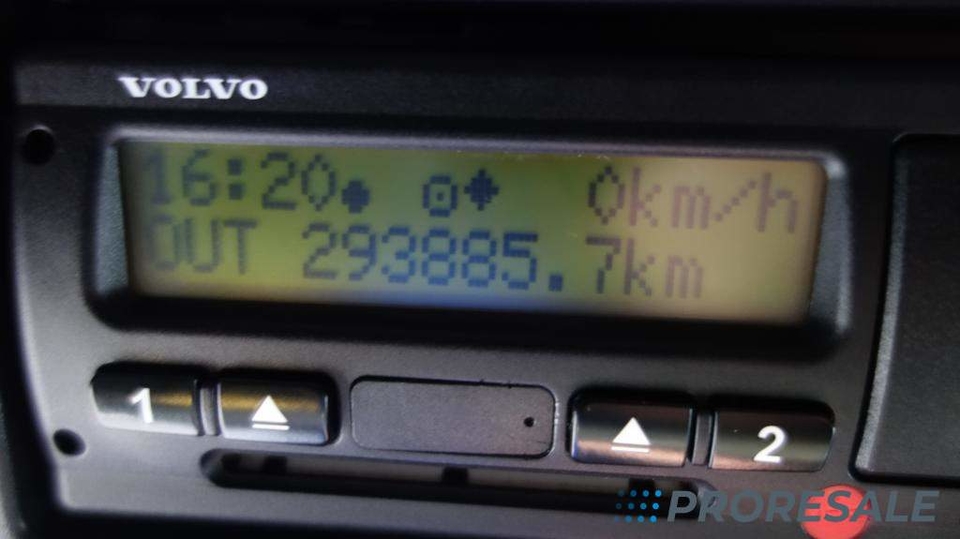 VOLVO
16:20 0km/h
OUT 293885.7km
1 2
PRORESALE